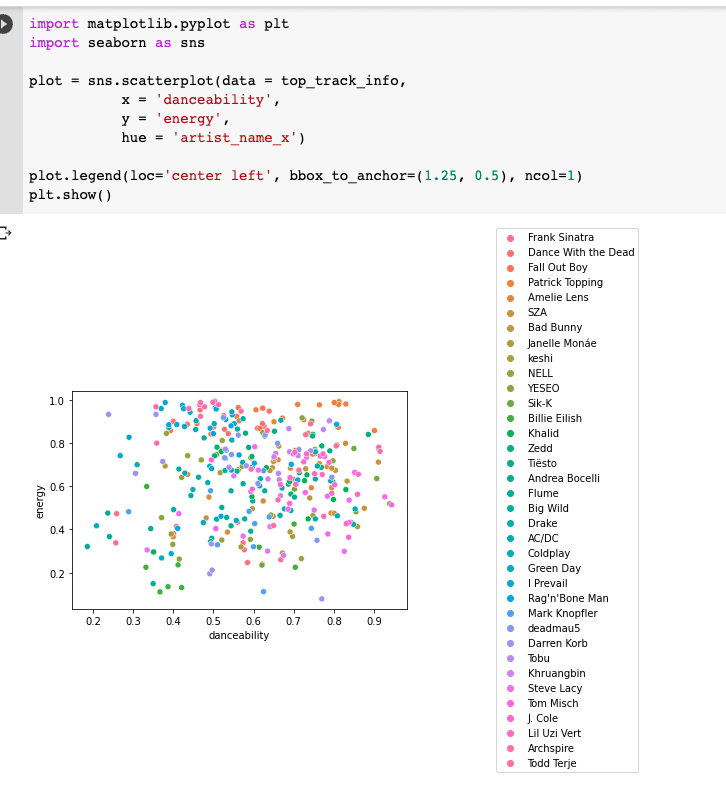 import matplotlib.pyplot as plt
import seaborn as sns
plot = sns.scatterplot(data = top_track_info,
x = 'danceability',
y = 'energy',
hue = 'artist_name_x')
plot.legend(loc='center left', bbox_to_anchor=(1.25, 0.5), ncol=1)
plt.show()
Frank Sinatra
Dance With the Dead
Fall Out Boy
Patrick Topping
Amelie Lens
SZA
Bad Bunny
Janelle Monáe
keshi
NELL
YESEO
Sik-K
Billie Eilish
Khalid
Zedd
Tiësto
Andrea Bocelli
Flume
Big Wild
Drake
AC/DC
Coldplay
Green Day
I Prevail
Rag'n'Bone Man
Mark Knopfler
deadmau5
Darren Korb
Tobu
Khruangbin
Steve Lacy
Tom Misch
J. Cole
Lil Uzi Vert
Archspire
Todd Terje
1.0
0.8
0.6
0.4
0.2
energy
0.2 0.3 0.4 0.5 0.6 0.7 0.8 0.9
danceability